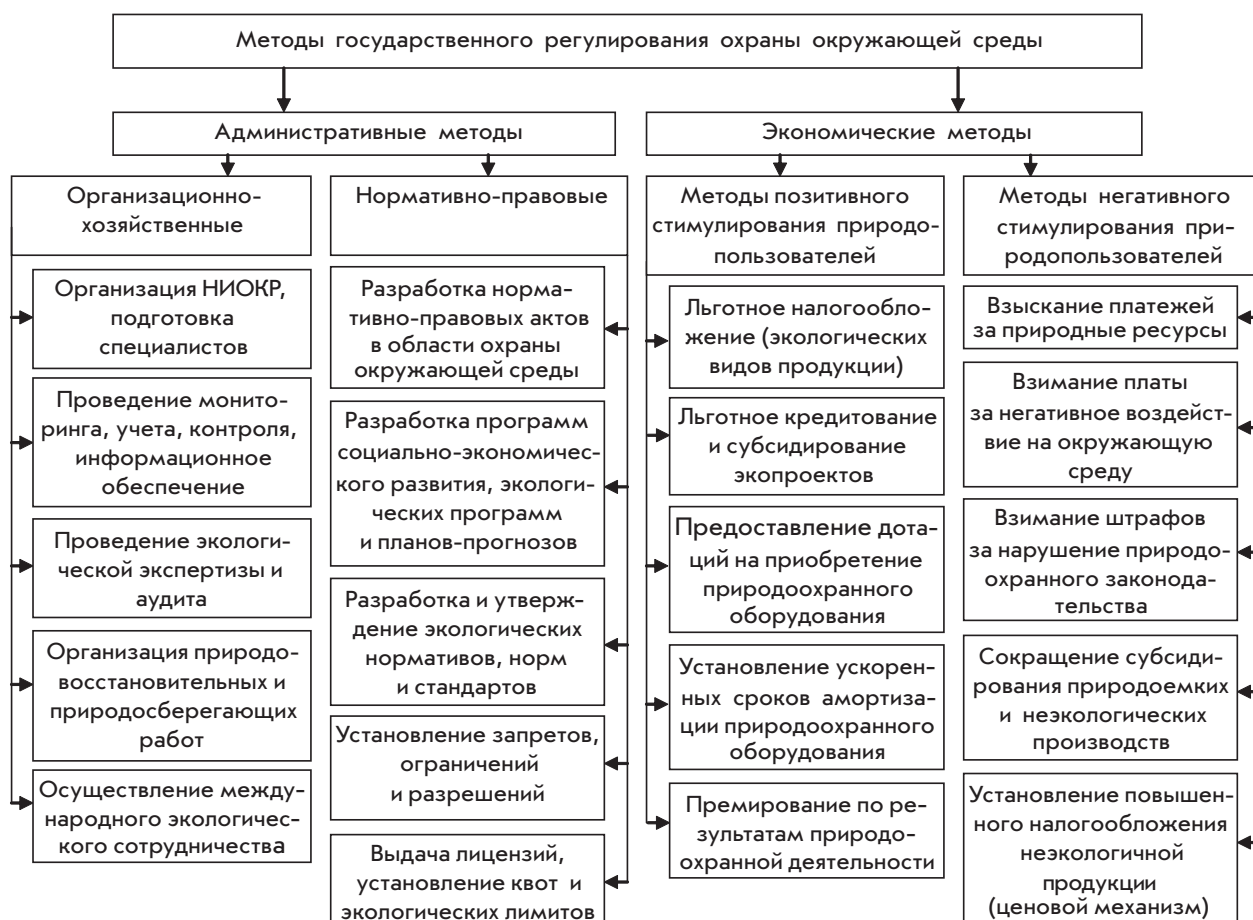 Методы государственного регулирования охраны окружающей среды
Административные методы
Экономические методы
Организационно-
хозяйственные
Организация НИОКР,
подготовка
специалистов
Проведение монито-
ринга, учета, контроля,
информационное
обеспечение
Проведение экологи-
ческой экспертизы и
аудита
Организация природо-
восстановительных и
природосберегающих
работ
Осуществление между-
народного экологичес-
кого сотрудничества
Нормативно-правовые
Разработка норма-
тивно-правовых актов
в области охраны
окружающей среды
Разработка программ
социально-экономичес-
кого развития, экологи-
ческих программ
и планов-прогнозов
Разработка и утверж-
дение экологических
нормативов, норм
и стандартов
Установление запретов,
ограничений
и разрешений
Выдача лицензий,
установление квот и
экологических лимитов
Методы позитивного
стимулирования природо-
пользователей
Льготное налогообло-
жение (экологических
видов продукции)
Льготное кредитование
и субсидирование
экопроектов
Предоставление дота-
ций на приобретение
природоохранного
оборудования
Установление ускорен-
ных сроков амортиза-
ции природоохранного
оборудования
Премирование по ре-
зультатам природо-
охранной деятельности
Методы негативного
стимулирования при-
родопользователей
Взыскание платежей
за природные ресурсы
Взимание платы
за негативное воздейст-
вие на окружающую
среду
Взимание штрафов
за нарушение природо-
охранного законода-
тельства
Сокращение субсиди-
рования природоемких
и неэкологических
производств
Установление повышен-
ного налогообложения
неэкологичной
продукции
(ценовой механизм)